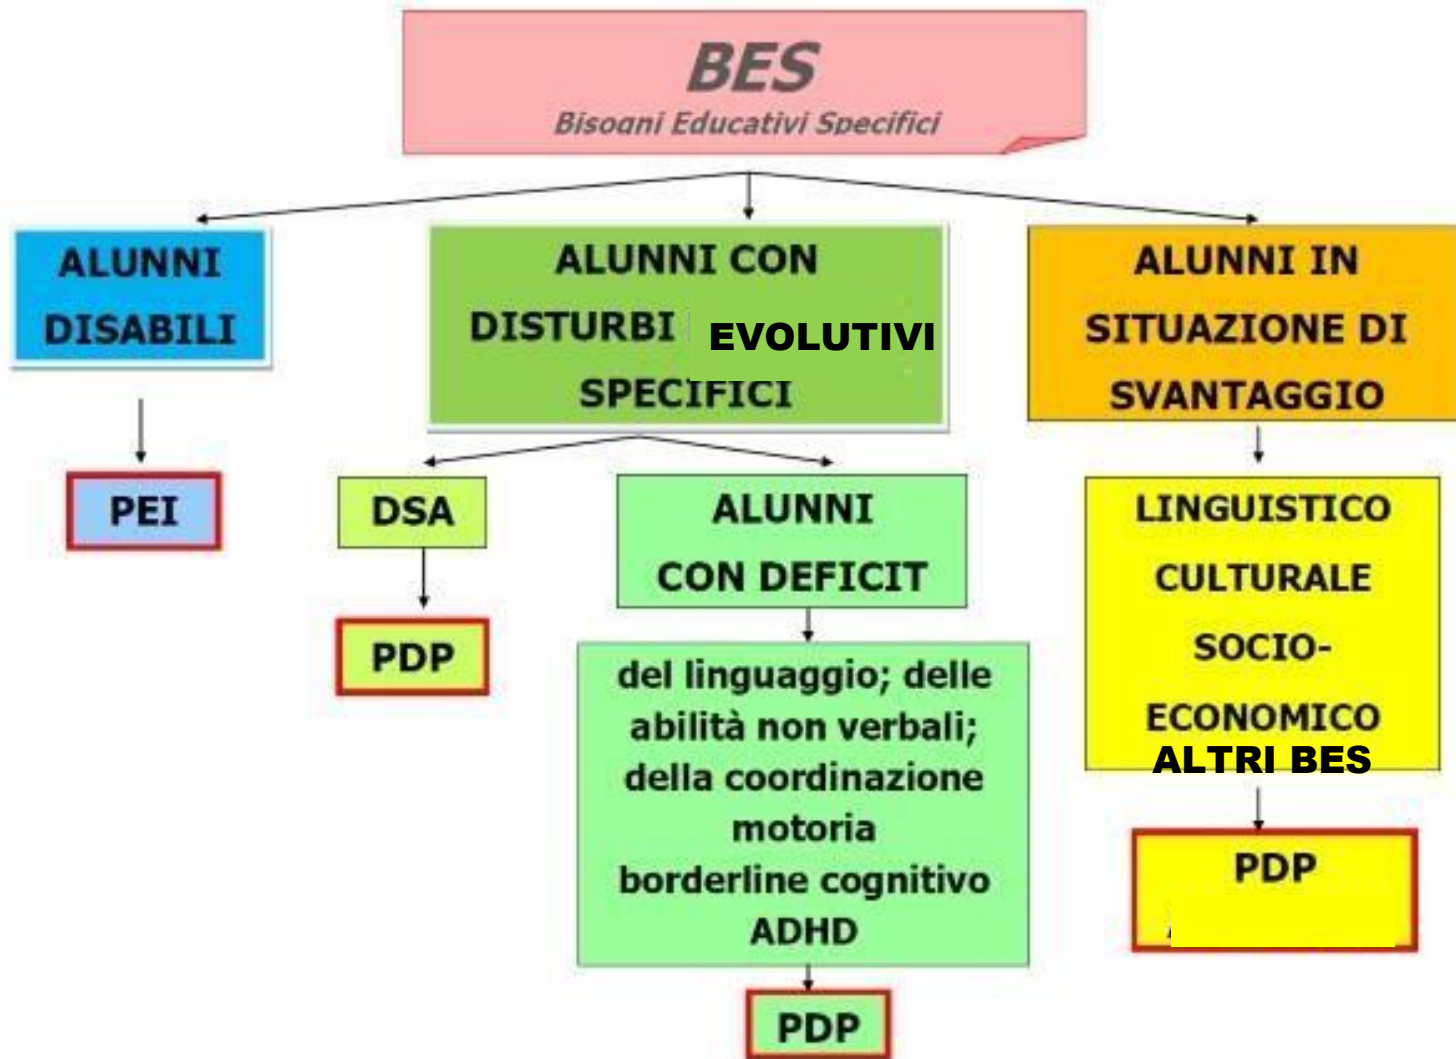 BES
Bisogni Educativi Specifici
ALUNNI
DISABILI
PEI
ALUNNI CON
DISTURBI EVOLUTIVI
SPECIFICI
DSA
PDP
ALUNNI
CON DEFICIT
del linguaggio; delle
abilità non verbali;
della coordinazione
motoria
borderline cognitivo
ADHD
PDP
ALUNNI IN
SITUAZIONE DI
SVANTAGGIO
LINGUISTICO
CULTURALE
SOCIO-
ECONOMICO
ALTRI BES
PDP